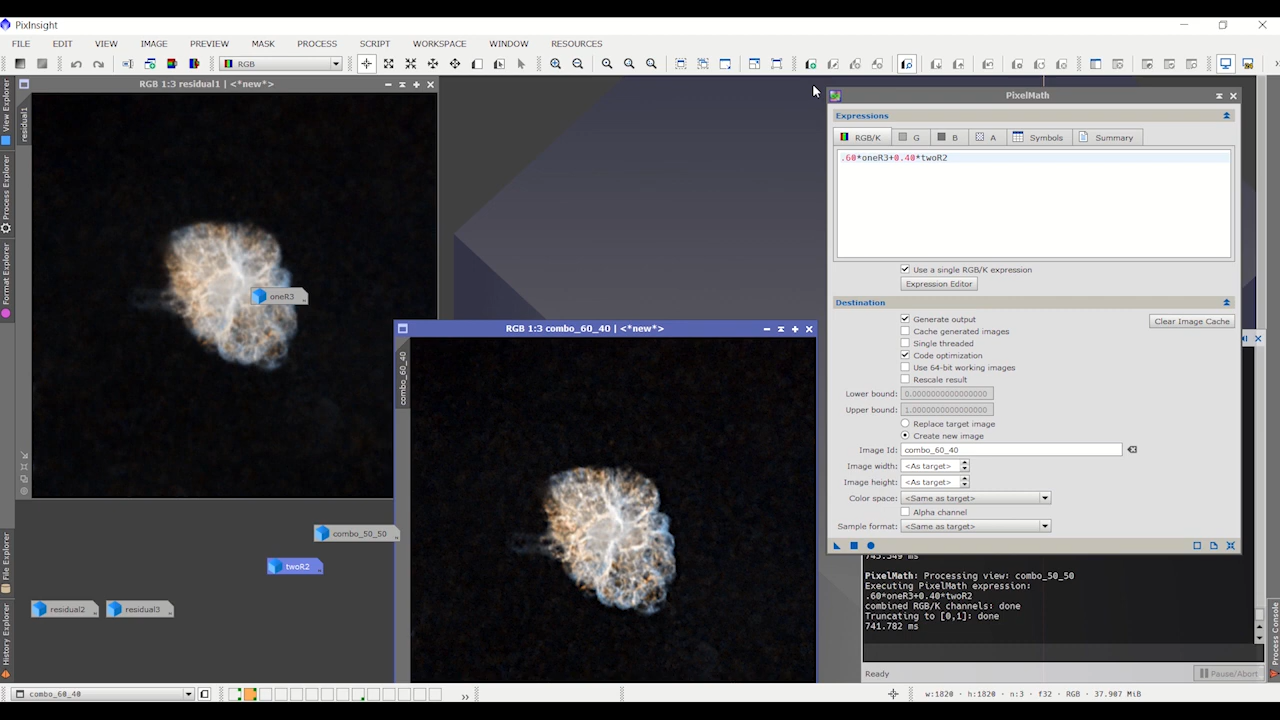 PixInsight
FILE EDIT VIEW IMAGE PREVIEW MASK PROCESS SCRIPT WORKSPACE WINDOW RESOURCES
RGB
RGB 1:3 residual1 | <*new*>
residual1
View Explorer
Process Explorer
Format Explorer
File Explorer
History Explorer
oneR3
RGB 1:3 combo_60_40 | <*new*>
combo_60_40
combo_50_50
twoR2
residual2
residual3
PixelMath
Expressions
RGB/K G B A Symbols Summary
.60*oneR3+0.40*twoR2
Use a single RGB/K expression
Expression Editor
Destination
Generate output
Clear Image Cache
Cache generated images
Single threaded
Code optimization
Use 64-bit working images
Rescale result
Lower bound: 0.0000000000000000
Upper bound: 1.0000000000000000
Replace target image
Create new image
Image Id: combo_60_40
Image width: <As target>
Image height: <As target>
Color space: <Same as target>
Alpha channel
Sample format: <Same as target>
743.349 ms
PixelMath: Processing view: combo_50_50
Executing PixelMath expression:
.60*oneR3+0.40*twoR2
combined RGB/K channels: done
Truncating to [0,1]: done
741.782 ms
Process Console
Ready
Pause/Abort
combo_60_40
w:1820 · h:1820 · n:3 · f32 · RGB · 37.907 MiB